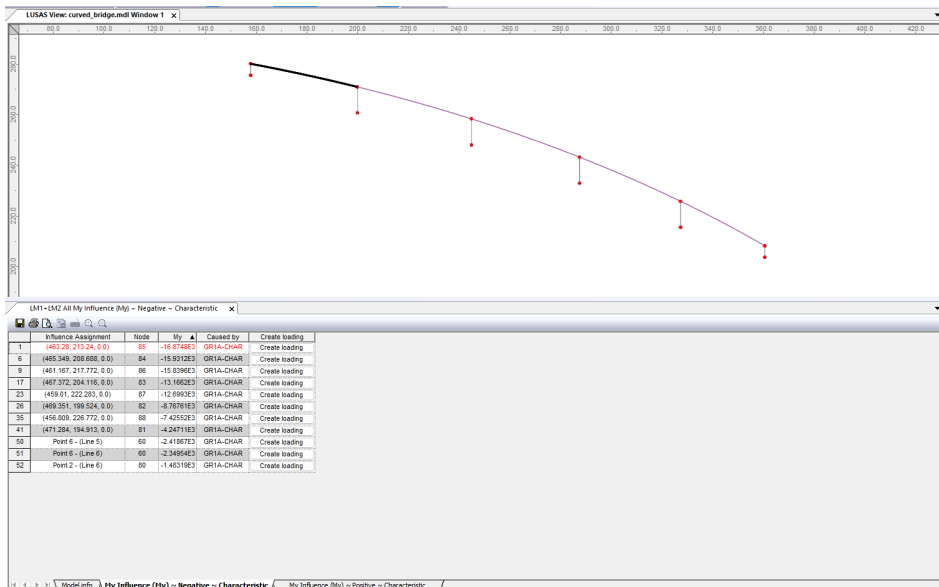 LUSAS View: curved_bridge.mdl Window 1 x
80.0 100.0 120.0 140.0 160.0 180.0 200.0 220.0 240.0 260.0 280.0 300.0 320.0 340.0 360.0 380.0 400.0 420.0
280.0
260.0
240.0
220.0
200.0
LM1+LM2 All My Influence (My) ~ Negative ~ Characteristic x
Influence Assignment Node My Caused by Create loading
1 (463.28, 213.24, 0.0) 85 -16.8748E3 GR1A-CHAR Create loading
6 (465.349, 208.688, 0.0) 84 -15.9312E3 GR1A-CHAR Create loading
9 (461.167, 217.772, 0.0) 86 -15.8396E3 GR1A-CHAR Create loading
17 (467.372, 204.116, 0.0) 83 -13.1662E3 GR1A-CHAR Create loading
23 (459.01, 222.283, 0.0) 87 -12.6993E3 GR1A-CHAR Create loading
26 (469.351, 199.524, 0.0) 82 -8.76761E3 GR1A-CHAR Create loading
35 (456.809, 226.772, 0.0) 88 -7.42552E3 GR1A-CHAR Create loading
41 (471.284, 194.913, 0.0) 81 -4.24711E3 GR1A-CHAR Create loading
50 Point 6 - (Line 5) 60 -2.41867E3 GR1A-CHAR Create loading
51 Point 6 - (Line 6) 60 -2.34954E3 GR1A-CHAR Create loading
52 Point 2 - (Line 6) 80 -1.48319E3 GR1A-CHAR Create loading
Model info My Influence (My) ~ Negative ~ Characteristic My Influence (My) ~ Positive ~ Characteristic